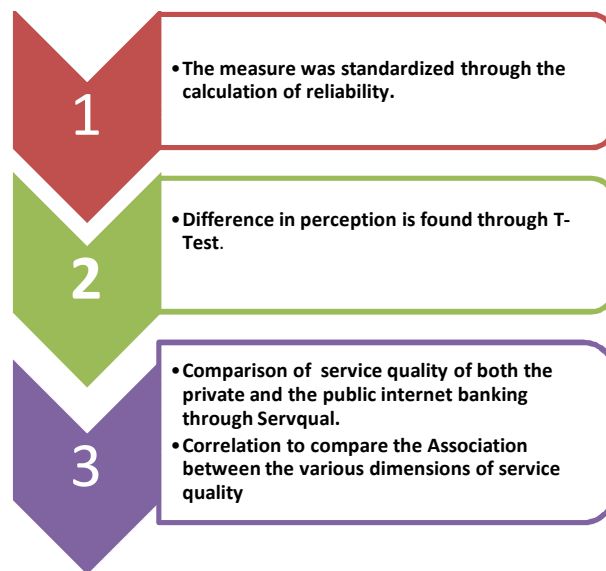 1
•The measure was standardized through the
calculation of reliability.
2
•Difference in perception is found through T-
Test.
3
•Comparison of service quality of both the
private and the public internet banking
through Servqual.
•Correlation to compare the Association
between the various dimensions of service
quality